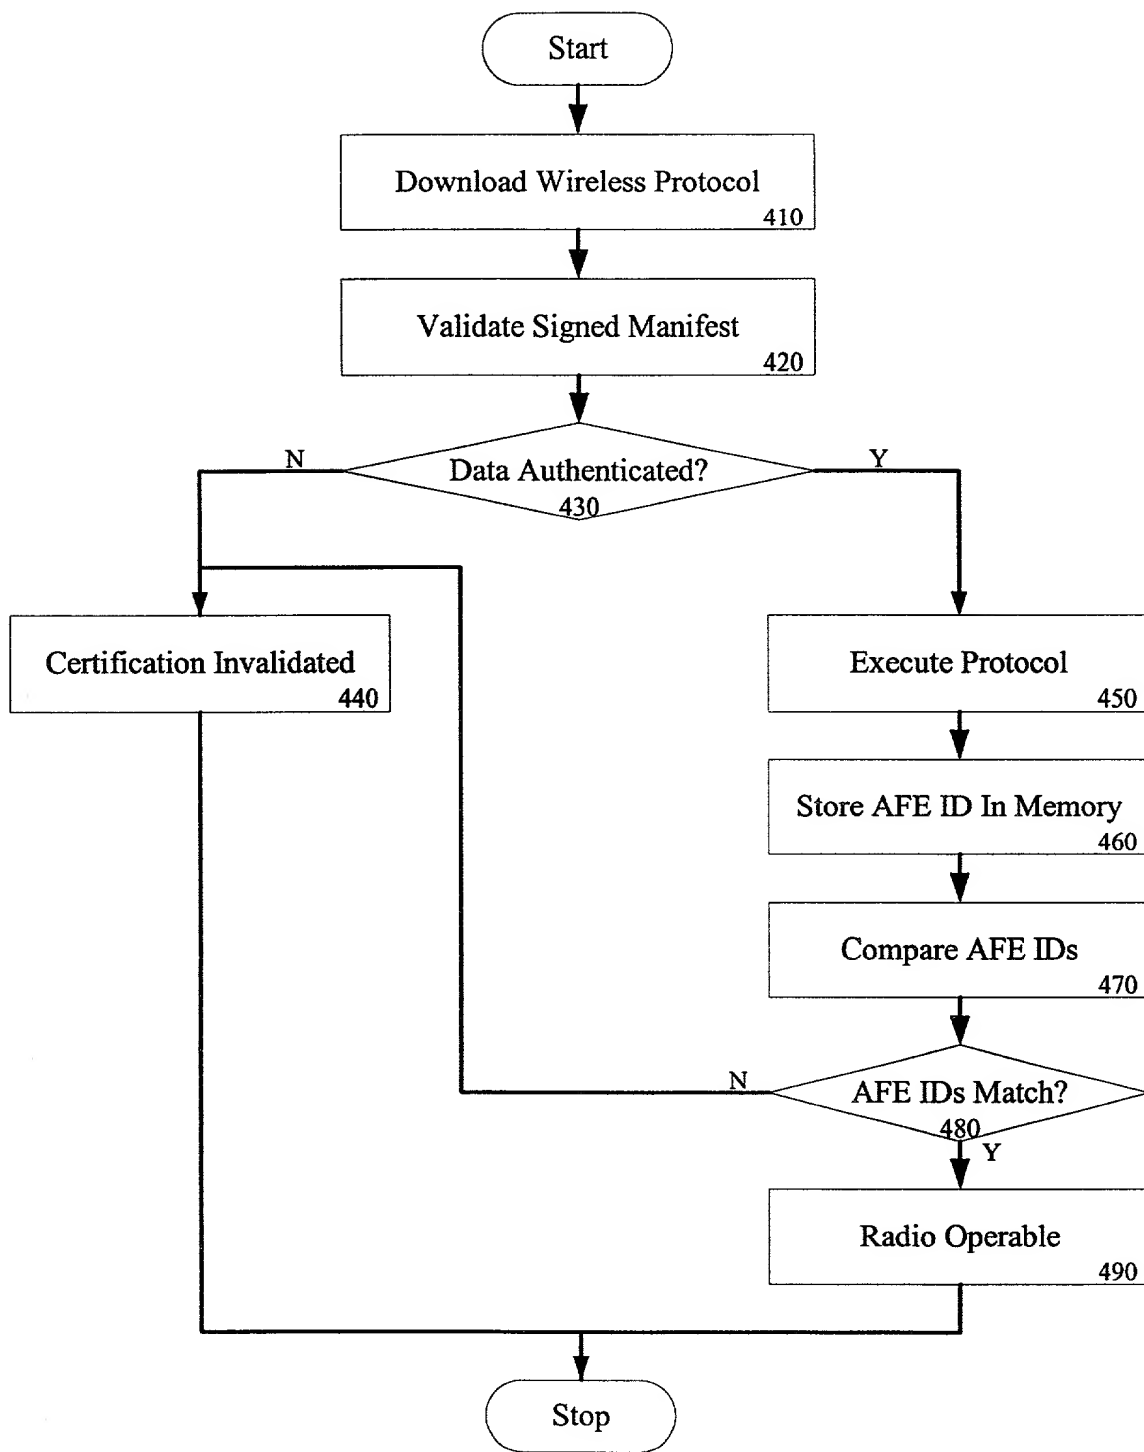 Start
Download Wireless Protocol
410
Validate Signed Manifest
420
N
Data Authenticated?
Y
430
Certification Invalidated
440
Execute Protocol
450
Store AFE ID In Memory
460
Compare AFE IDs
470
N
AFE IDs Match?
480
Y
Radio Operable
490
Stop